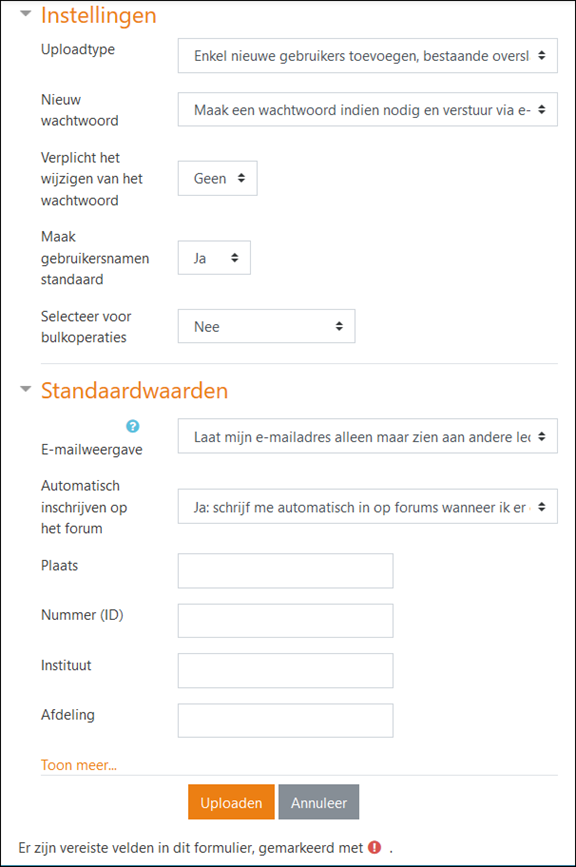 Instellingen
Uploadtype
Enkel nieuwe gebruikers toevoegen, bestaande oversl
Nieuw
wachtwoord
Maak een wachtwoord indien nodig en verstuur via e-
Verplicht het
wijzigen van het
wachtwoord
Geen
Maak
gebruikersnamen
standaard
Ja
Selecteer voor
bulkoperaties
Nee
Standaardwaarden
?
E-mailweergave
Laat mijn e-mailadres alleen maar zien aan andere led
Automatisch
inschrijven op
het forum
Ja: schrijf me automatisch in op forums wanneer ik er
Plaats
Nummer (ID)
Instituut
Afdeling
Toon meer...
Uploaden Annuleer
Er zijn vereiste velden in dit formulier, gemarkeerd met ! .